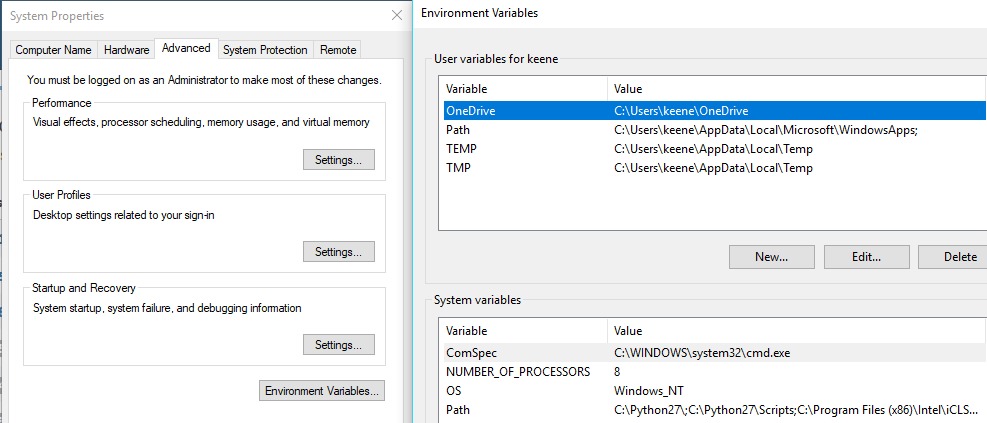 System Properties
Computer Name Hardware Advanced System Protection Remote
You must be logged on as an Administrator to make most of these changes.
Performance
Visual effects, processor scheduling, memory usage, and virtual memory
Settings...
User Profiles
Desktop settings related to your sign-in
Settings...
Startup and Recovery
System startup, system failure, and debugging information
Settings...
Environment Variables...
Environment Variables
User variables for keene
Variable Value
OneDrive C:\Users\keene\OneDrive
Path C:\Users\keene\AppData\Local\Microsoft\WindowsApps;
TEMP C:\Users\keene\AppData\Local\Temp
TMP C:\Users\keene\AppData\Local\Temp
New... Edit... Delete
System variables
Variable Value
ComSpec C:\WINDOWS\system32\cmd.exe
NUMBER_OF_PROCESSORS 8
OS Windows_NT
Path C:\Python27\;C:\Python27\Scripts;C:\Program Files (x86)\Intel\iCLS...